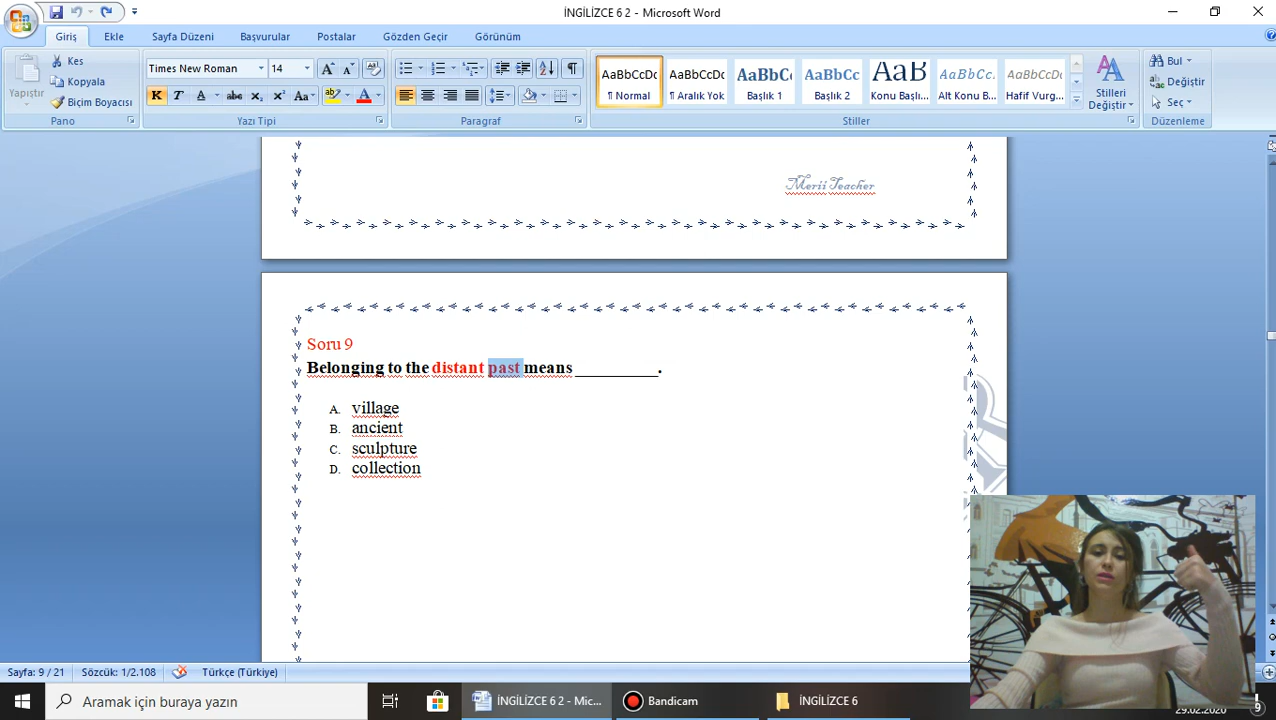 İNGİLİZCE 6 2 - Microsoft Word
Giriş Ekle Sayfa Düzeni Başvurular Postalar Gözden Geçir Görünüm
Yapıştır
Kes
Kopyala
Biçim Boyacısı
Pano
Times New Roman 14
Yazı Tipi
Paragraf
AaBbCcDc AaBbCcDc AaBbCc AaBbCc AaB AaBbCc. AaBbCcDc
¶ Normal ¶ Aralık Yok Başlık 1 Başlık 2 Konu Başlı... Alt Konu B... Hafif Vurg...
Stilleri Değiştir
Stiller
Bul
Değiştir
Seç
Düzenleme
Merii Teacher
Soru 9
Belonging to the distant past means __________.
A. village
B. ancient
C. sculpture
D. collection
Sayfa: 9 / 21 Sözcük: 1/2.108 Türkçe (Türkiye)
Aramak için buraya yazın
İNGİLİZCE 6 2 - Mic...
Bandicam
İNGİLİZCE 6
29.02.2020
9